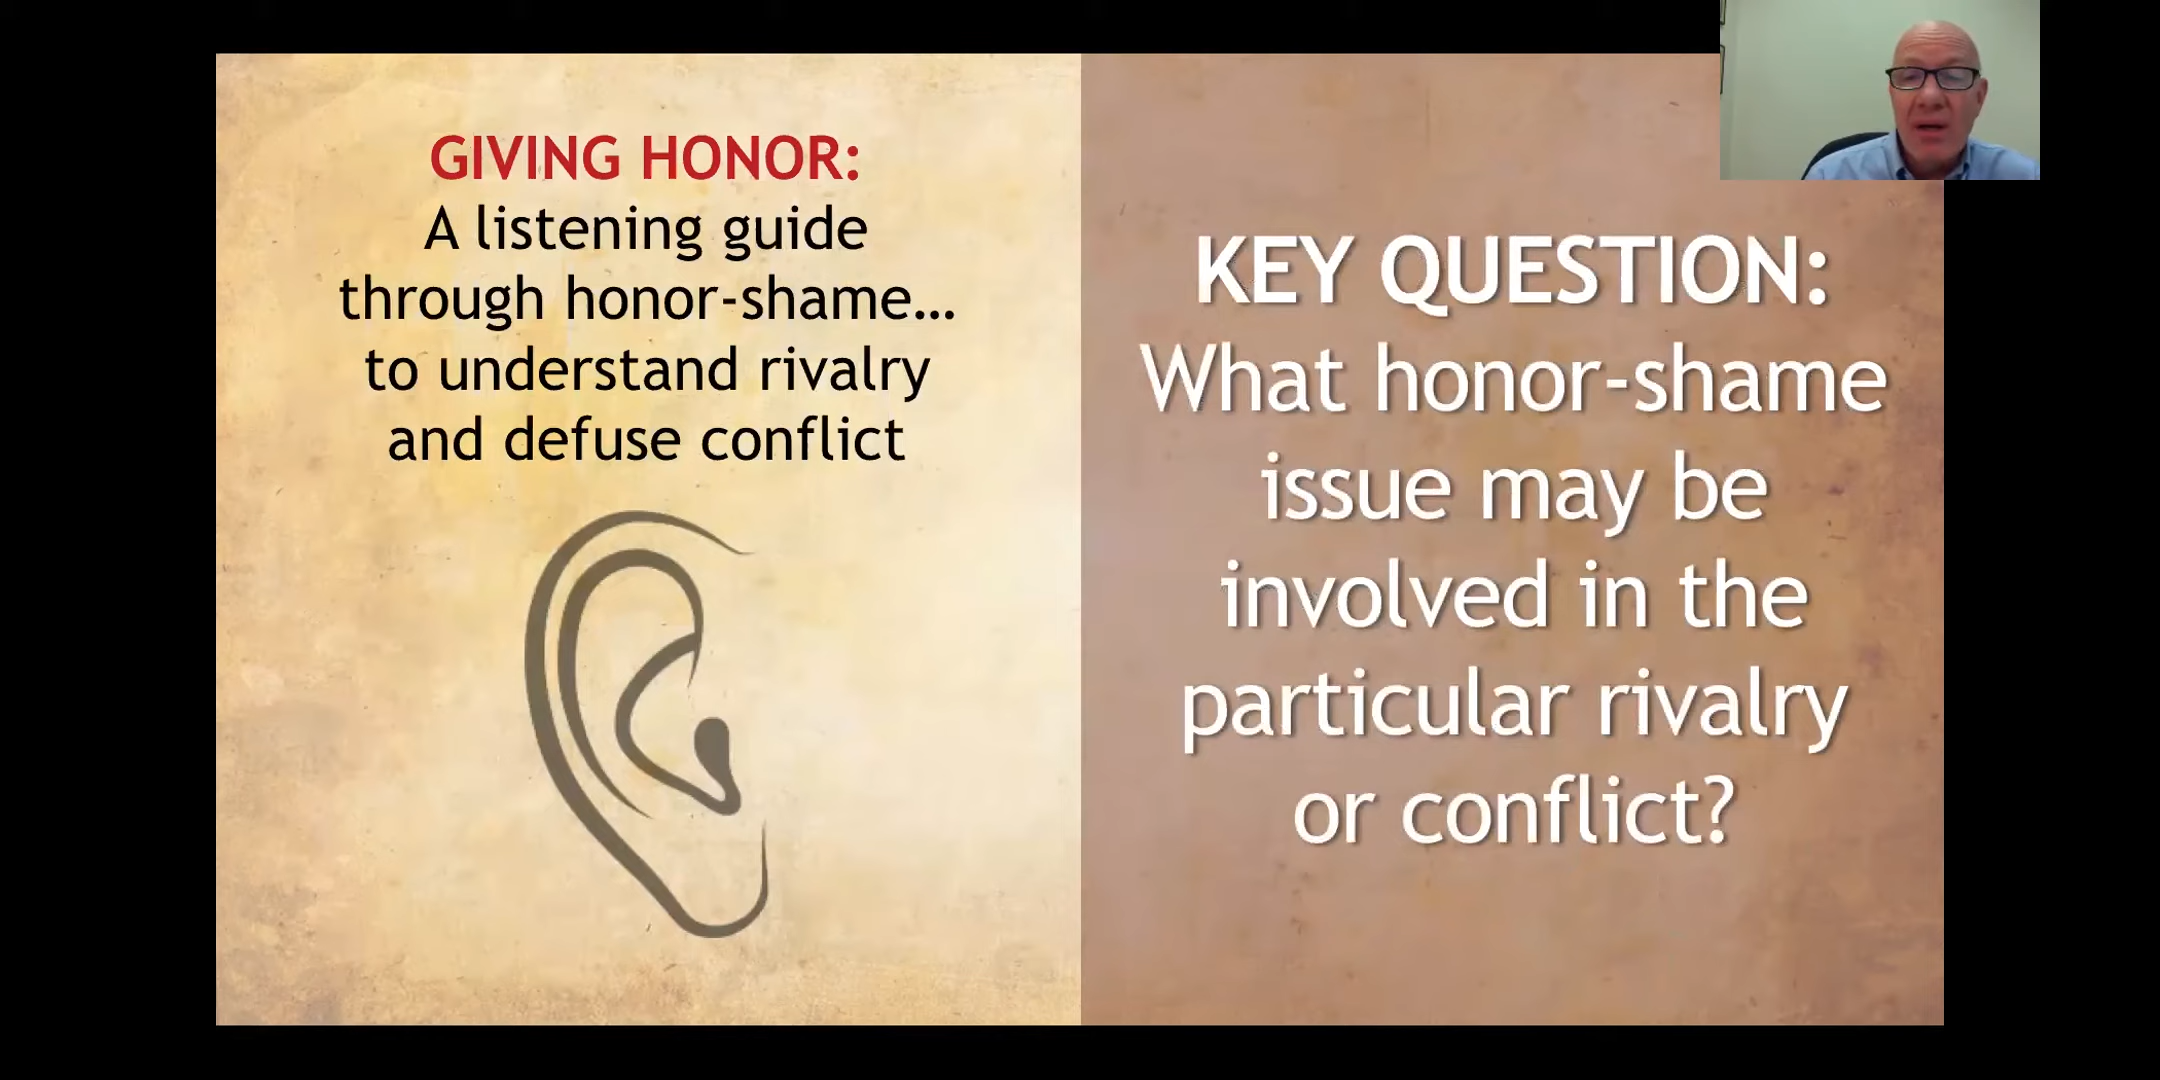 GIVING HONOR:
A listening guide
through honor-shame…
to understand rivalry
and defuse conflict
KEY QUESTION:
What honor-shame
issue may be
involved in the
particular rivalry
or conflict?